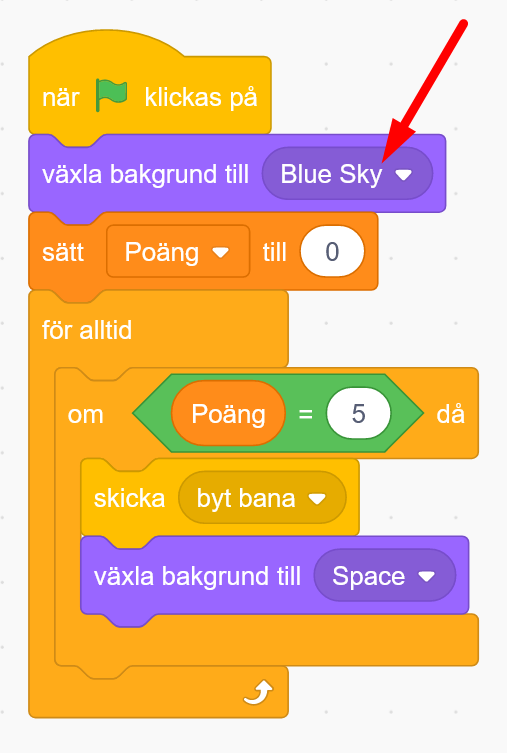 när klickas på
växla bakgrund till Blue Sky
sätt Poäng till 0
för alltid
om Poäng = 5 då
skicka byt bana
växla bakgrund till Space